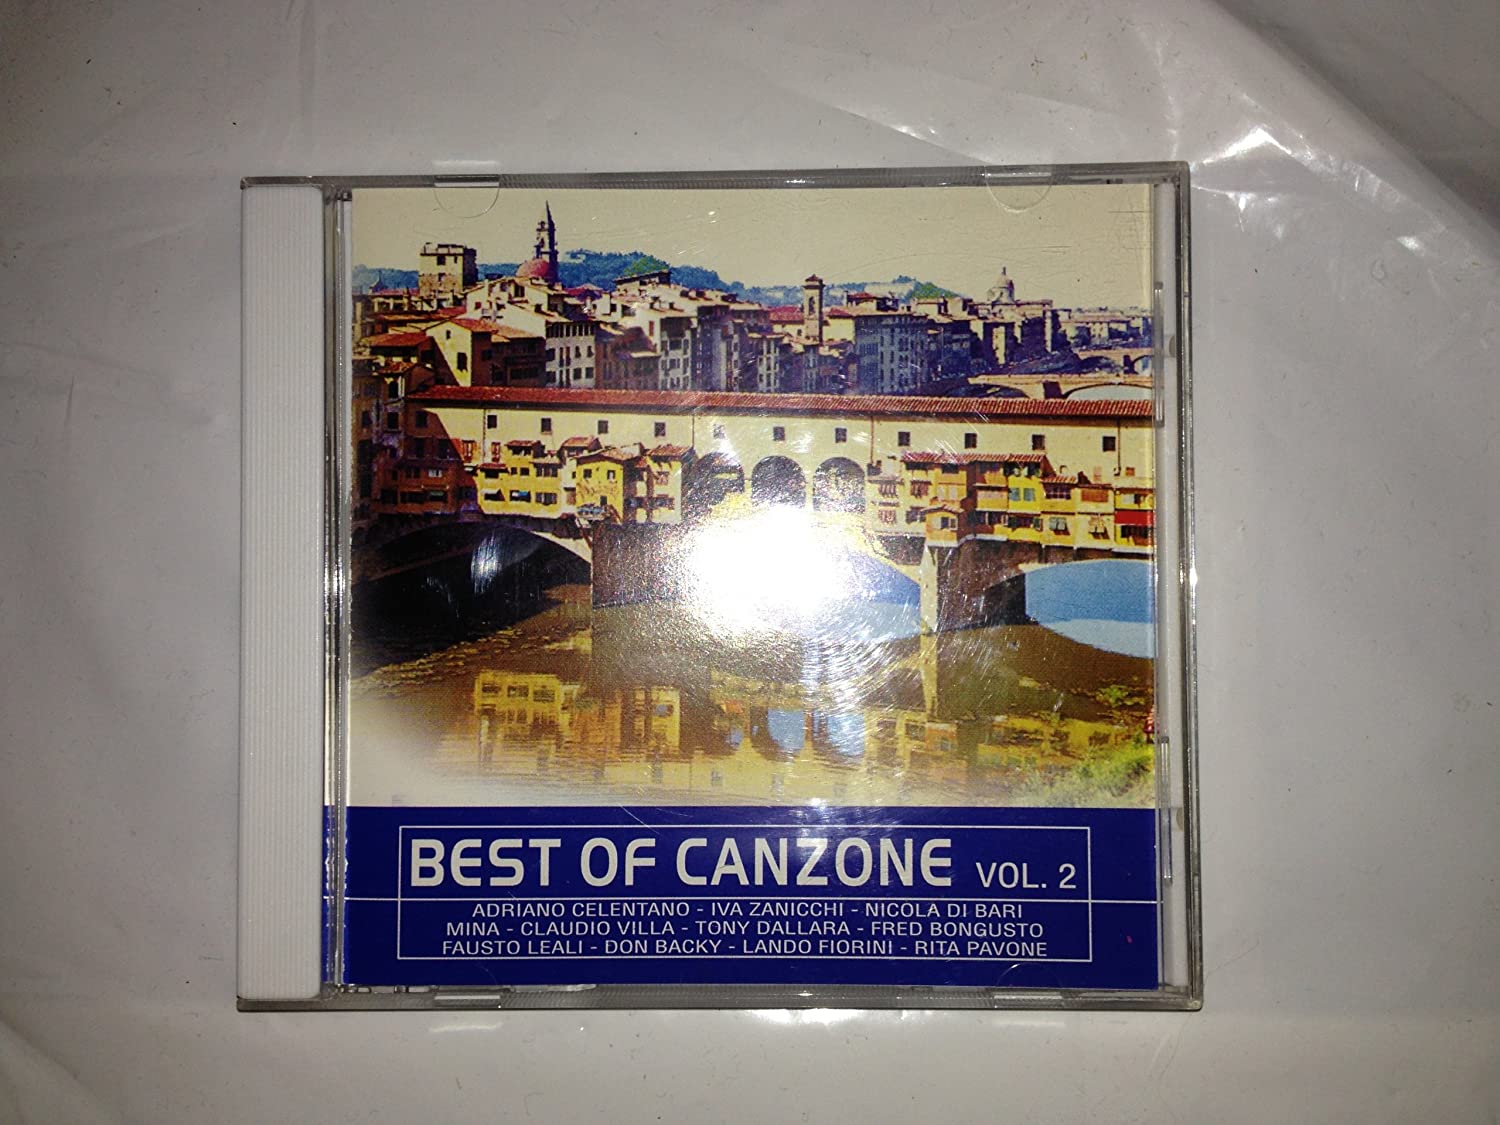 BEST OF CANZONE VOL. 2
ADRIANO CELENTANO - IVA ZANICCHI - NICOLA DI BARI
MINA - CLAUDIO VILLA - TONY DALLARA - FRED BONGUSTO
FAUSTO LEALI - DON BACKY - LANDO FIORINI - RITA PAVONE